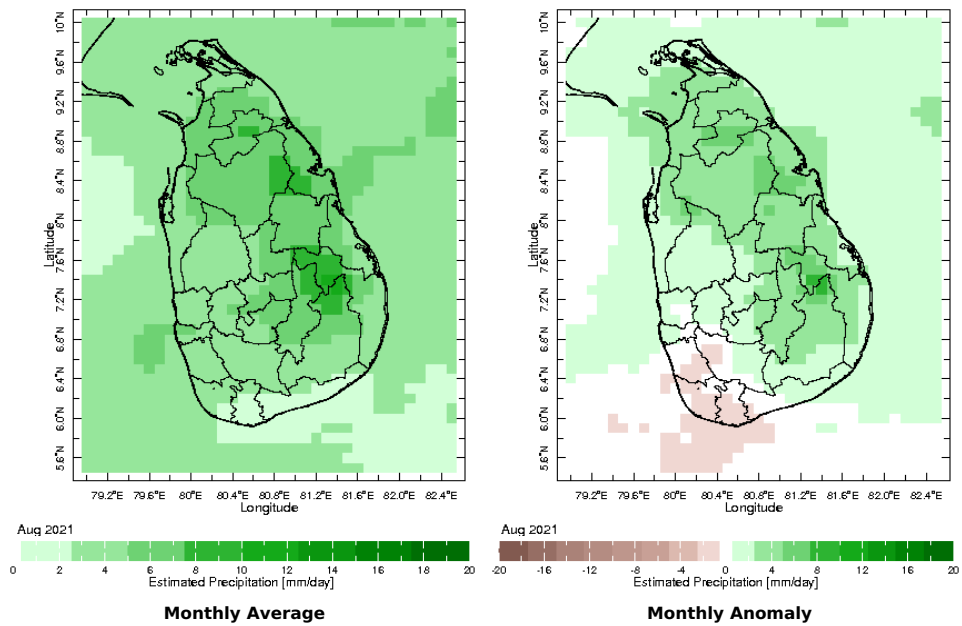 10°N
9.6°N
9.2°N
8.8°N
8.4°N
8°N
7.6°N
7.2°N
6.8°N
6.4°N
6.0°N
5.6°N
Latitude
79.2°E 79.6°E 80°E 80.4°E 80.8°E 81.2°E 81.6°E 82.0°E 82.4°E
Longitude
Aug 2021
0 2 4 6 8 10 12 14 16 18 20
Estimated Precipitation [mm/day]
Monthly Average
10°N
9.6°N
9.2°N
8.8°N
8.4°N
8°N
7.6°N
7.2°N
6.8°N
6.4°N
6.0°N
5.6°N
Latitude
79.2°E 79.6°E 80°E 80.4°E 80.8°E 81.2°E 81.6°E 82.0°E 82.4°E
Longitude
Aug 2021
-20 -16 -12 -8 -4 0 4 8 12 16 20
Estimated Precipitation [mm/day]
Monthly Anomaly